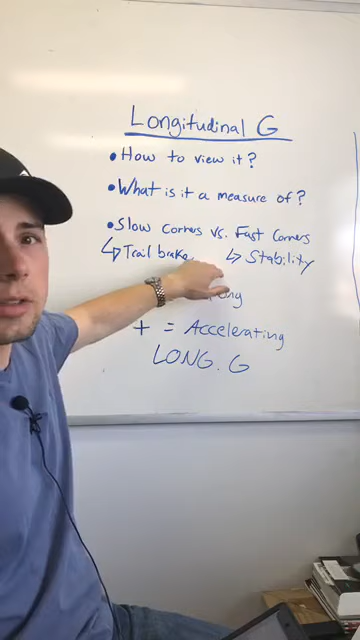 Longitudinal G
• How to view it?
• What is it a measure of?
• Slow corners vs. Fast Corners
↳ Trail brake ↳ Stability
+ = Accelerating
LONG. G